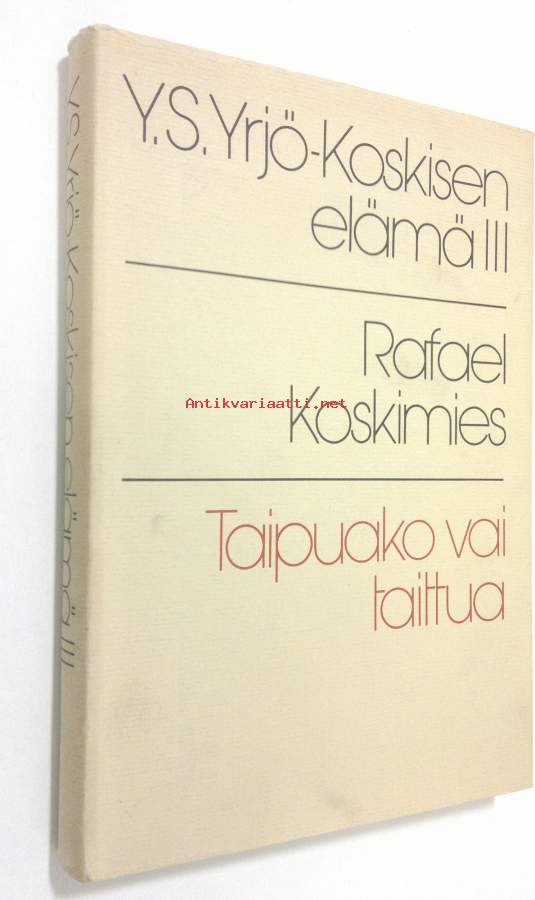 Y.S. Yrjö-Koskisen
elämä III
Rafael
Koskimies
Taipuako vai
taittua
Y.S. Yrjö-Koskisen elämä III
Antikvariaatti.net